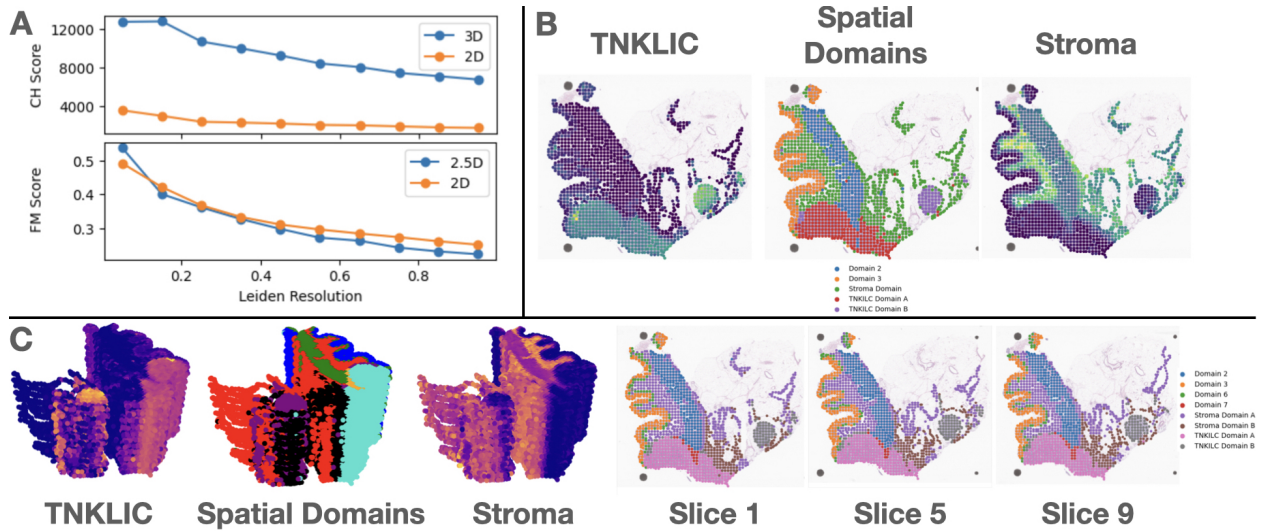 A
12000
8000
4000
CH Score
3D
2D
0.5
0.4
0.3
FM Score
2.5D
2D
0.2 0.4 0.6 0.8
Leiden Resolution
B
TNKLIC
Spatial
Domains
Stroma
Domain 2
Domain 3
Stroma Domain
TNKILC Domain A
TNKILC Domain B
C
TNKLIC
Spatial Domains
Stroma
Slice 1
Slice 5
Slice 9
Domain 2
Domain 3
Domain 6
Domain 7
Stroma Domain A
Stroma Domain B
TNKILC Domain A
TNKILC Domain B